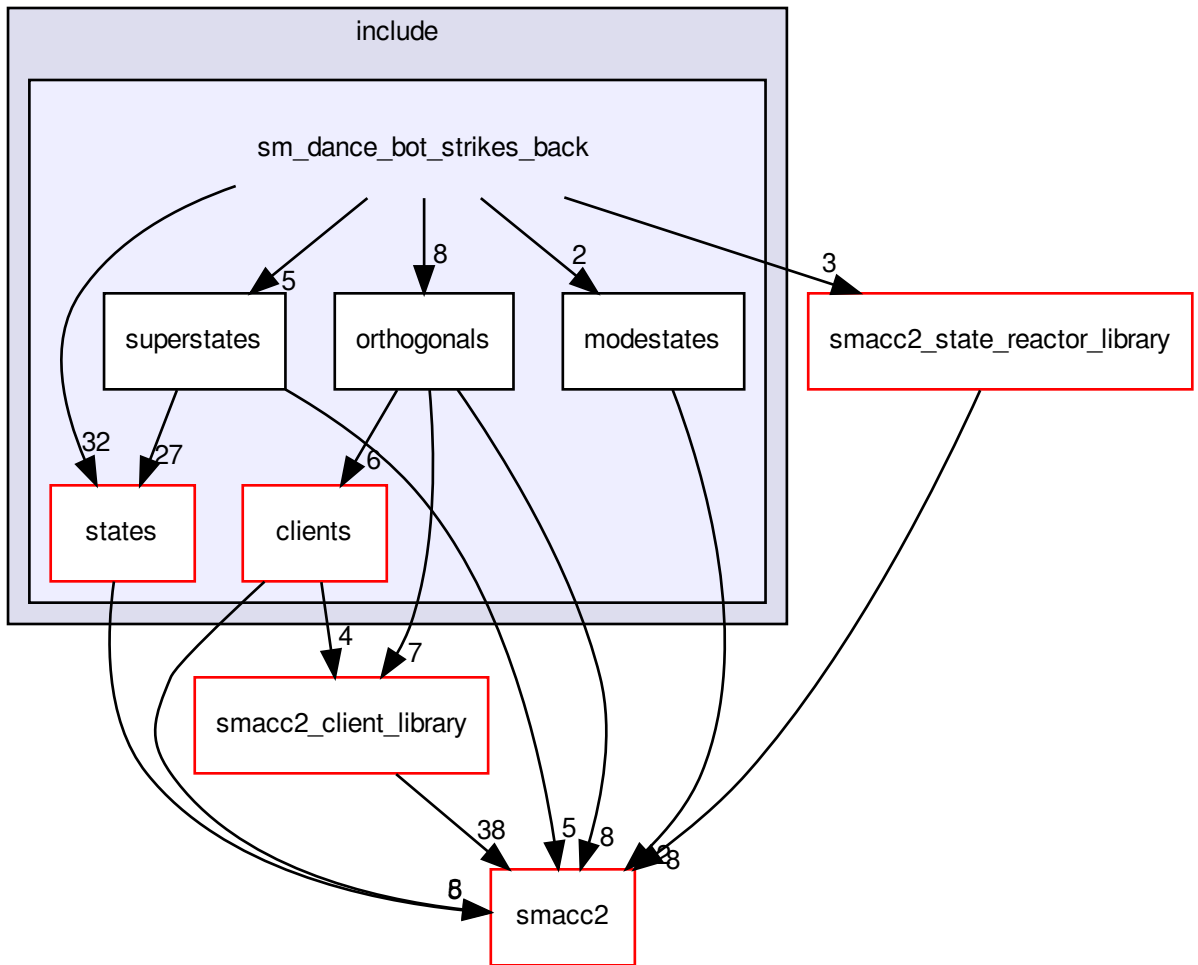 include
sm_dance_bot_strikes_back
2
3
8
5
superstates
orthogonals
modestates
smacc2_state_reactor_library
32
27
6
states
clients
4
7
smacc2_client_library
38
5
8
8
smacc2